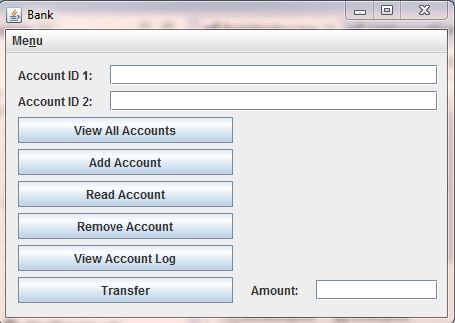 Bank
Menu
Account ID 1:
Account ID 2:
View All Accounts
Add Account
Read Account
Remove Account
View Account Log
Transfer Amount: